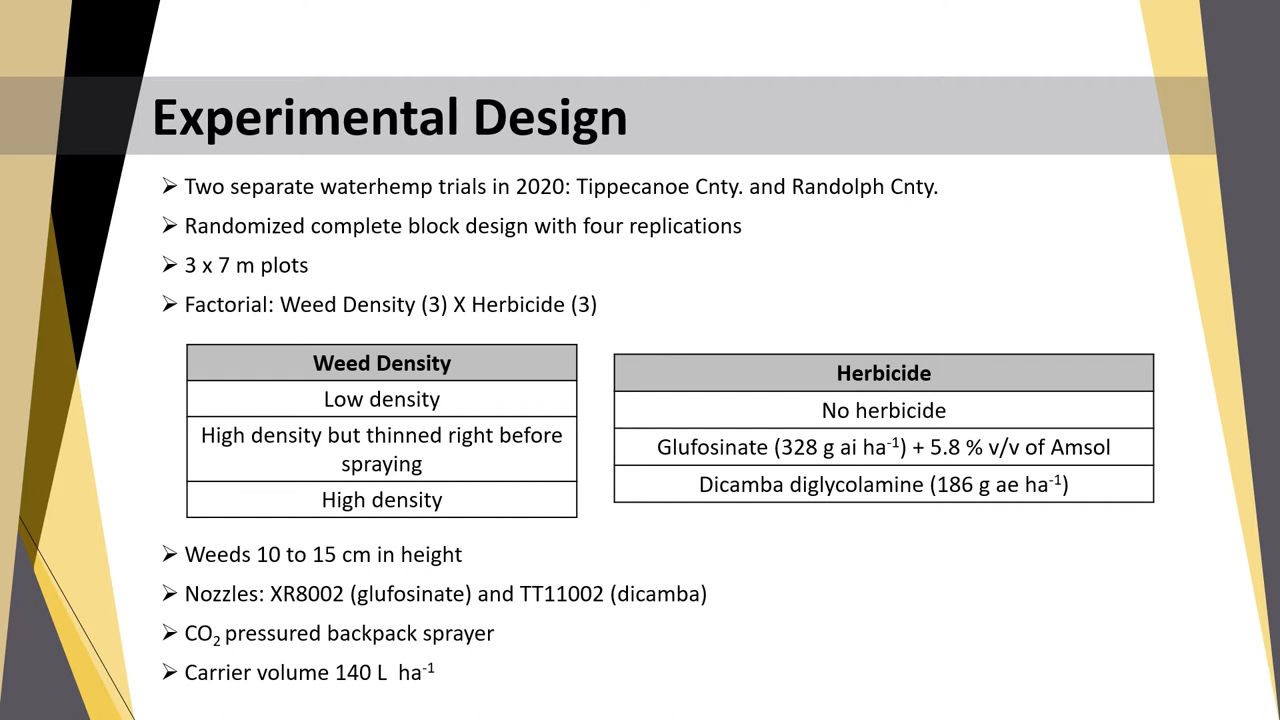 Experimental Design
➢ Two separate waterhemp trials in 2020: Tippecanoe Cnty. and Randolph Cnty.
➢ Randomized complete block design with four replications
➢ 3 x 7 m plots
➢ Factorial: Weed Density (3) X Herbicide (3)
Weed Density
Low density
High density but thinned right before
spraying
High density
Herbicide
No herbicide
Glufosinate (328 g ai ha⁻¹) + 5.8 % v/v of Amsol
Dicamba diglycolamine (186 g ae ha⁻¹)
➢ Weeds 10 to 15 cm in height
➢ Nozzles: XR8002 (glufosinate) and TT11002 (dicamba)
➢ CO₂ pressured backpack sprayer
➢ Carrier volume 140 L ha⁻¹